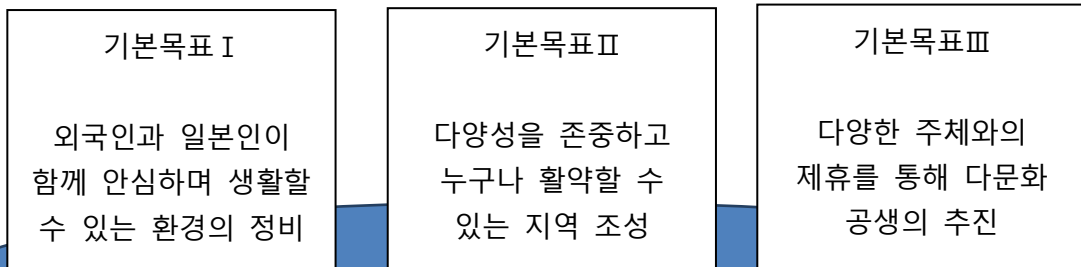 기본목표Ⅰ
외국인과 일본인이
함께 안심하며 생활할
수 있는 환경의 정비
기본목표Ⅱ
다양성을 존중하고
누구나 활약할 수
있는 지역 조성
기본목표Ⅲ
다양한 주체와의
제휴를 통해 다문화
공생의 추진